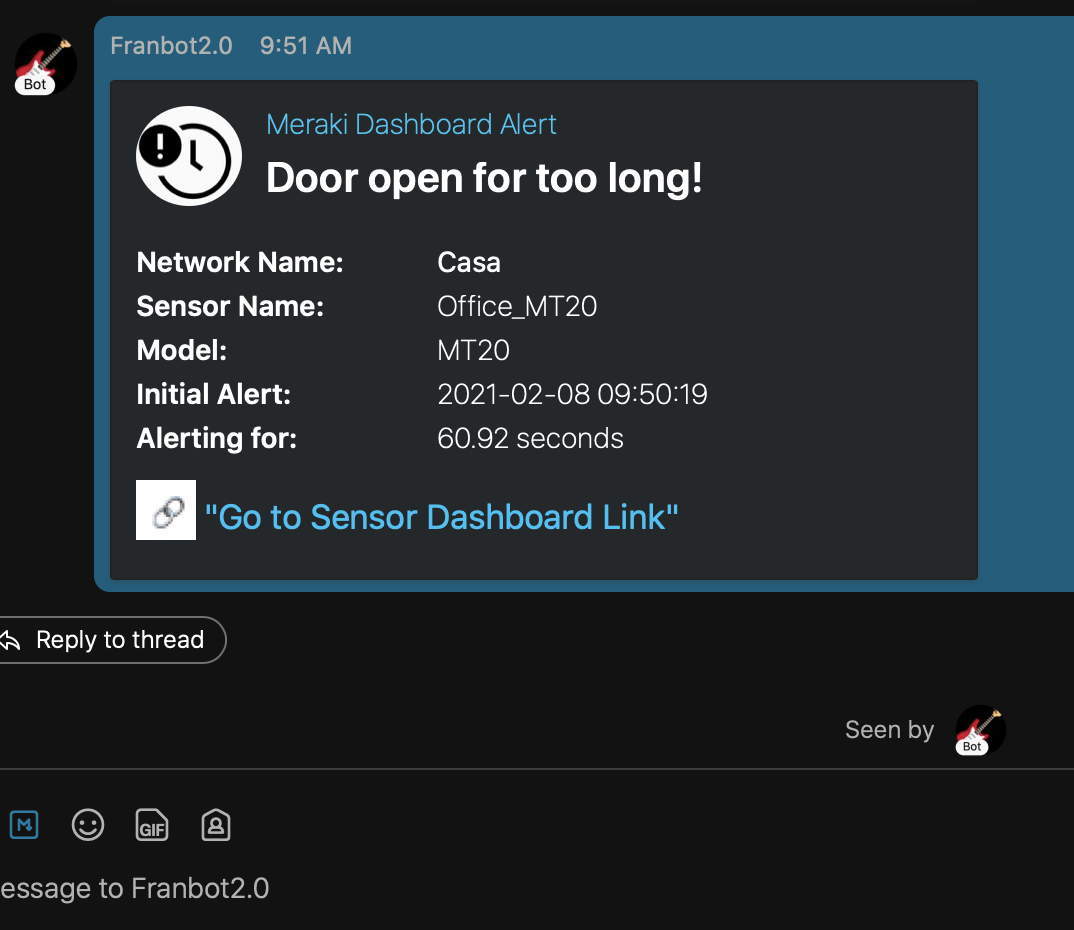 Franbot2.0 9:51 AM
Bot
Meraki Dashboard Alert
Door open for too long!
Network Name: Casa
Sensor Name: Office_MT20
Model: MT20
Initial Alert: 2021-02-08 09:50:19
Alerting for: 60.92 seconds
"Go to Sensor Dashboard Link"
Reply to thread
Seen by
Bot
M
GIF
essage to Franbot2.0